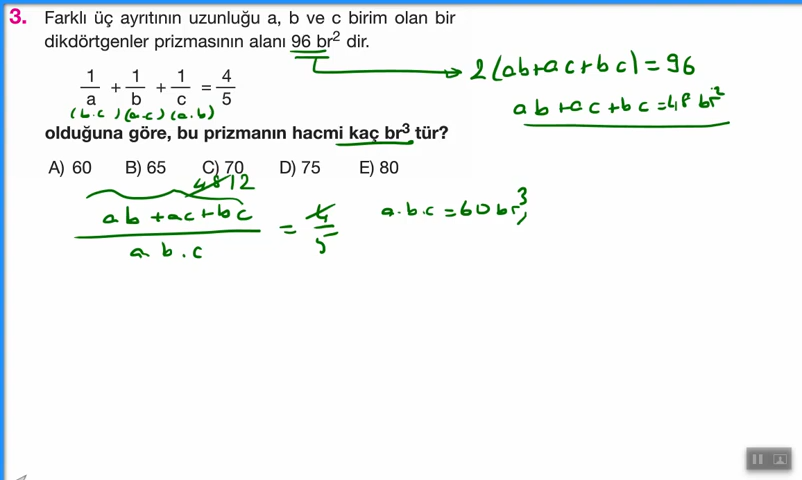 3. Farklı üç ayrıtının uzunluğu a, b ve c birim olan bir
dikdörtgenler prizmasının alanı 96 br² dir.
2(ab+ac+bc)=96
1/a + 1/b + 1/c = 4/5
ab+ac+bc=48 br²
(b.c) (a.c) (a.b)
olduğuna göre, bu prizmanın hacmi kaç br³ tür?
A) 60 B) 65 C) 70 D) 75 E) 80
48 12
ab+ac+bc / a.b.c = 4/5
a.b.c=60 br³